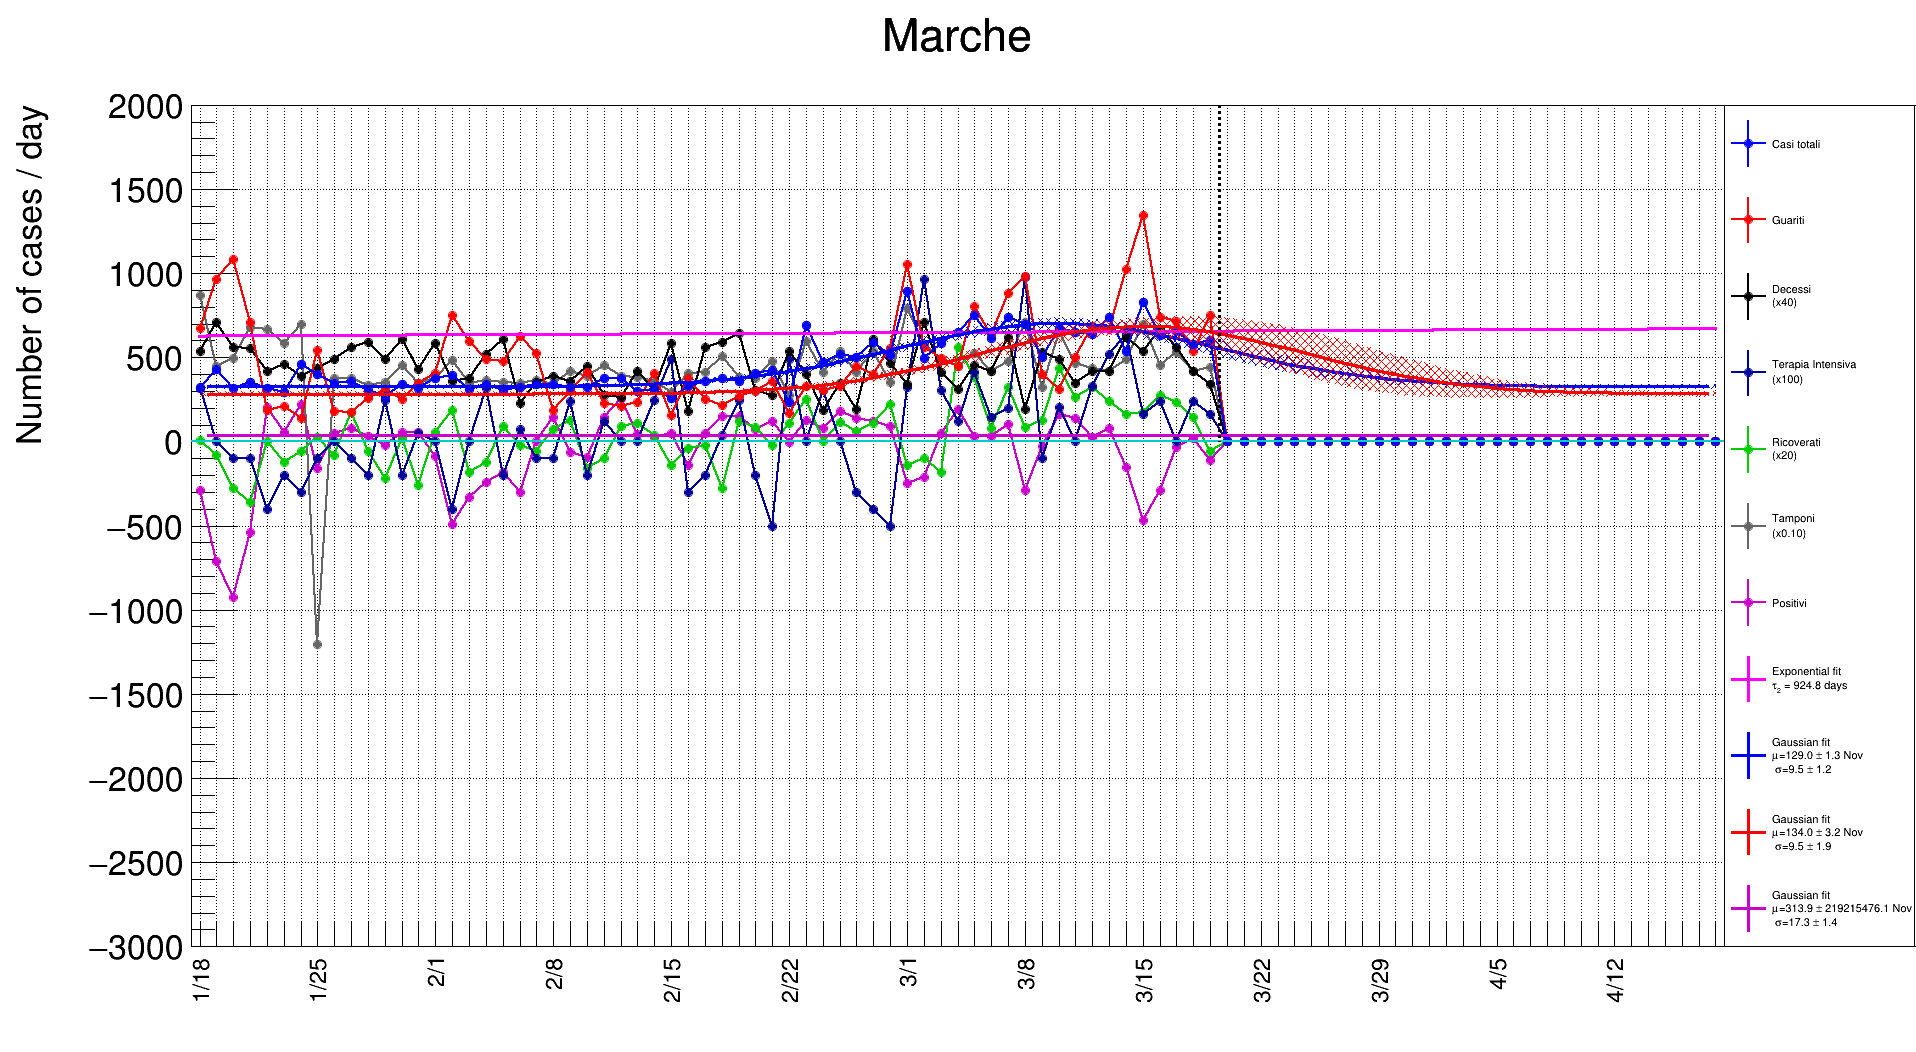 Marche
Number of cases / day
2000
1500
1000
500
0
−500
−1000
−1500
−2000
−2500
−3000
1/18
1/25
2/1
2/8
2/15
2/22
3/1
3/8
3/15
3/22
3/29
4/5
4/12
Casi totali
Guariti
Decessi
(x40)
Terapia Intensiva
(x100)
Ricoverati
(x20)
Tamponi
(x0.10)
Positivi
Exponential fit
τ₂ = 924.8 days
Gaussian fit
μ=129.0 ± 1.3 Nov
σ=9.5 ± 1.2
Gaussian fit
μ=134.0 ± 3.2 Nov
σ=9.5 ± 1.9
Gaussian fit
μ=313.9 ± 219215476.1 Nov
σ=17.3 ± 1.4